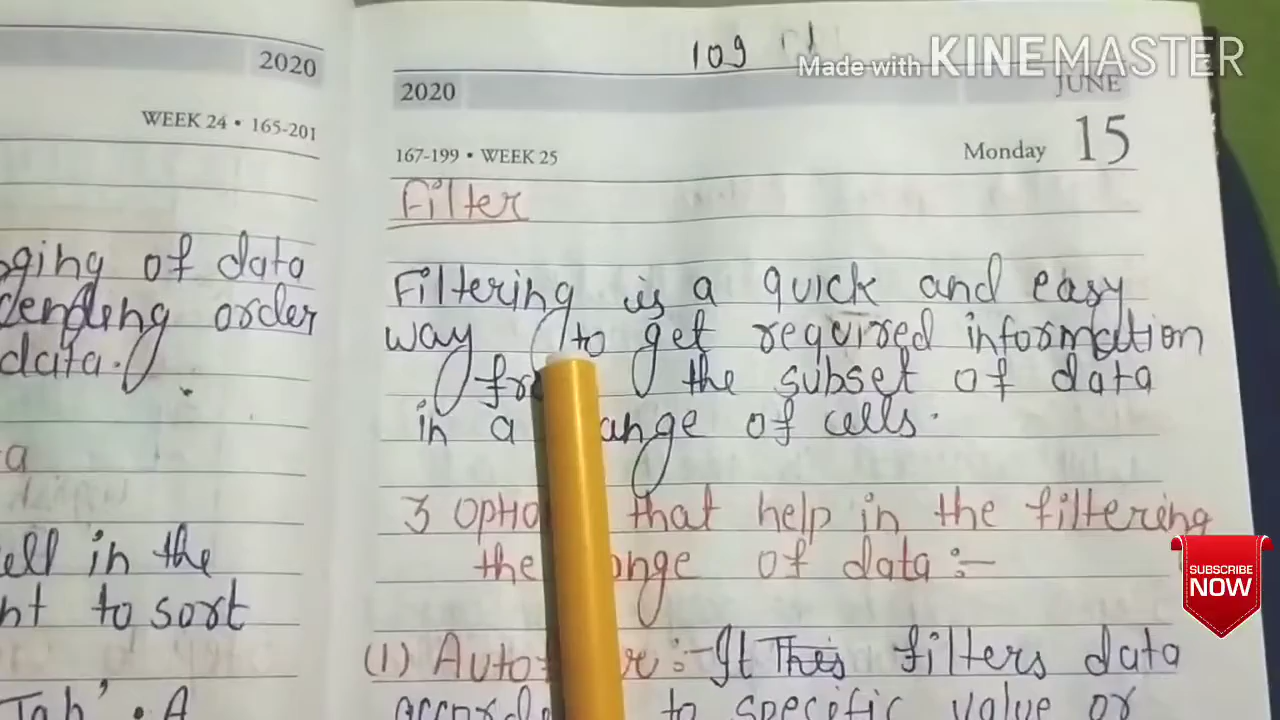 109
Made with KINEMASTER
2020
WEEK 24 • 165-201
ging of data
order
data.
a
ell in the
nt to sort
Tab'. A
2020
JUNE
167-199 • WEEK 25
Monday 15
Filter
Filtering is a quick and easy
way to get required information
the subset of data
in a of cells.
3 that help in the filtering
the of data :-
(1) :- It This filters data
to specific value or
SUBSCRIBE
NOW